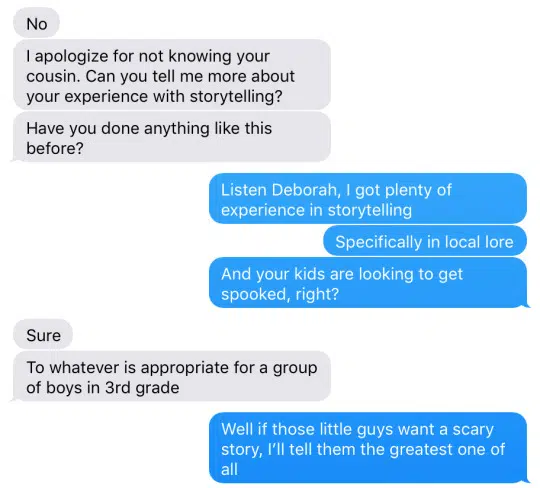 No
I apologize for not knowing your
cousin. Can you tell me more about
your experience with storytelling?
Have you done anything like this
before?
Listen Deborah, I got plenty of
experience in storytelling
Specifically in local lore
And your kids are looking to get
spooked, right?
Sure
To whatever is appropriate for a group
of boys in 3rd grade
Well if those little guys want a scary
story, I’ll tell them the greatest one of
all